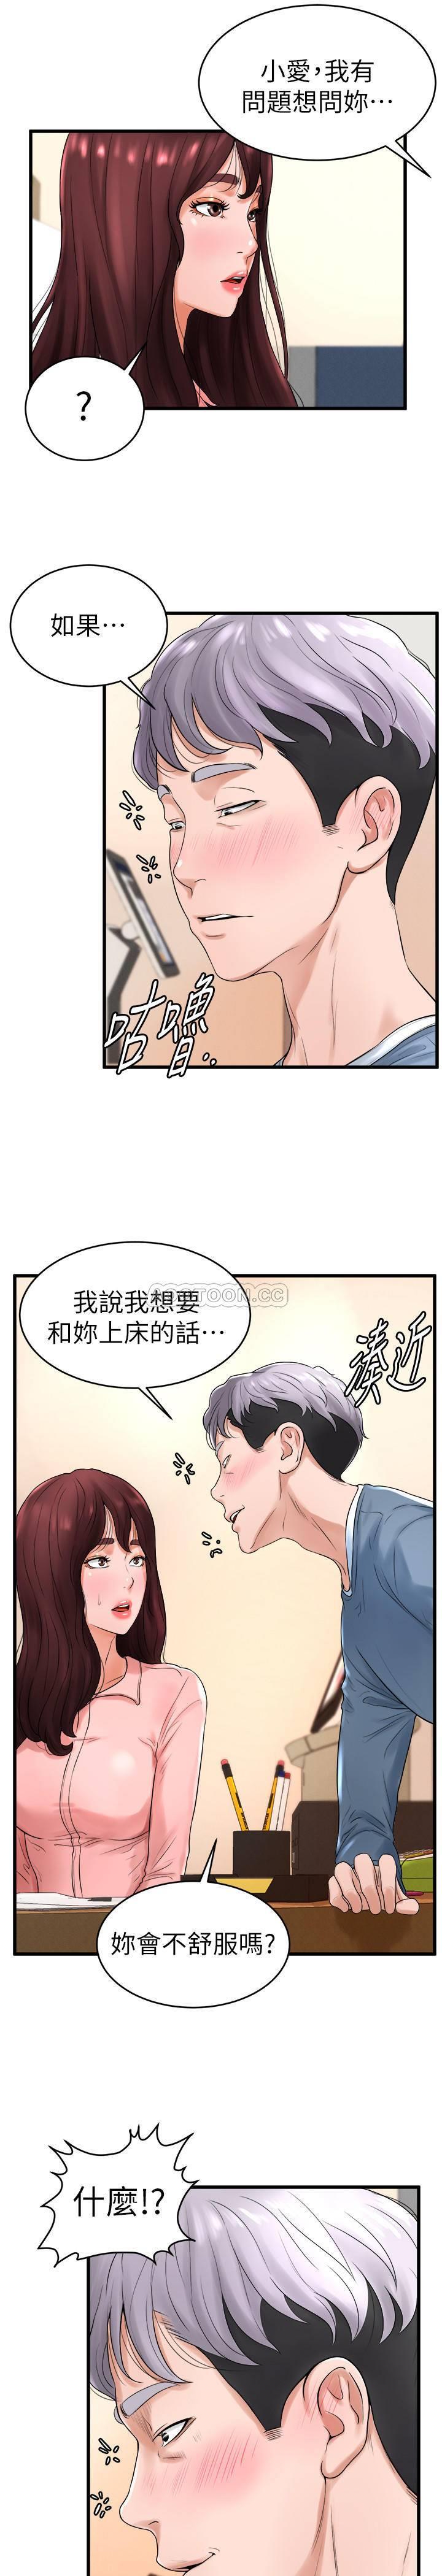 小愛，我有
問題想問妳…
?
如果…
咕嚕
我說我想要
和妳上床的話…
湊近
妳會不舒服嗎?
什麼!?